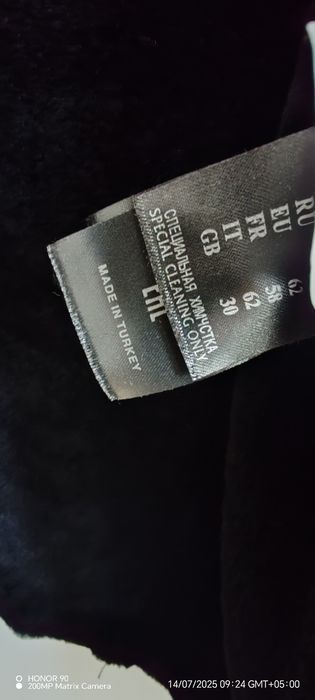 RU
EU 62
FR 58
IT 62
GB 30
СПЕЦИАЛЬНАЯ ХИМЧИСТКА
SPECIAL CLEANING ONLY
MADE IN TURKEY
HONOR 90
200MP Matrix Camera
14/07/2025 09:24 GMT+05:00